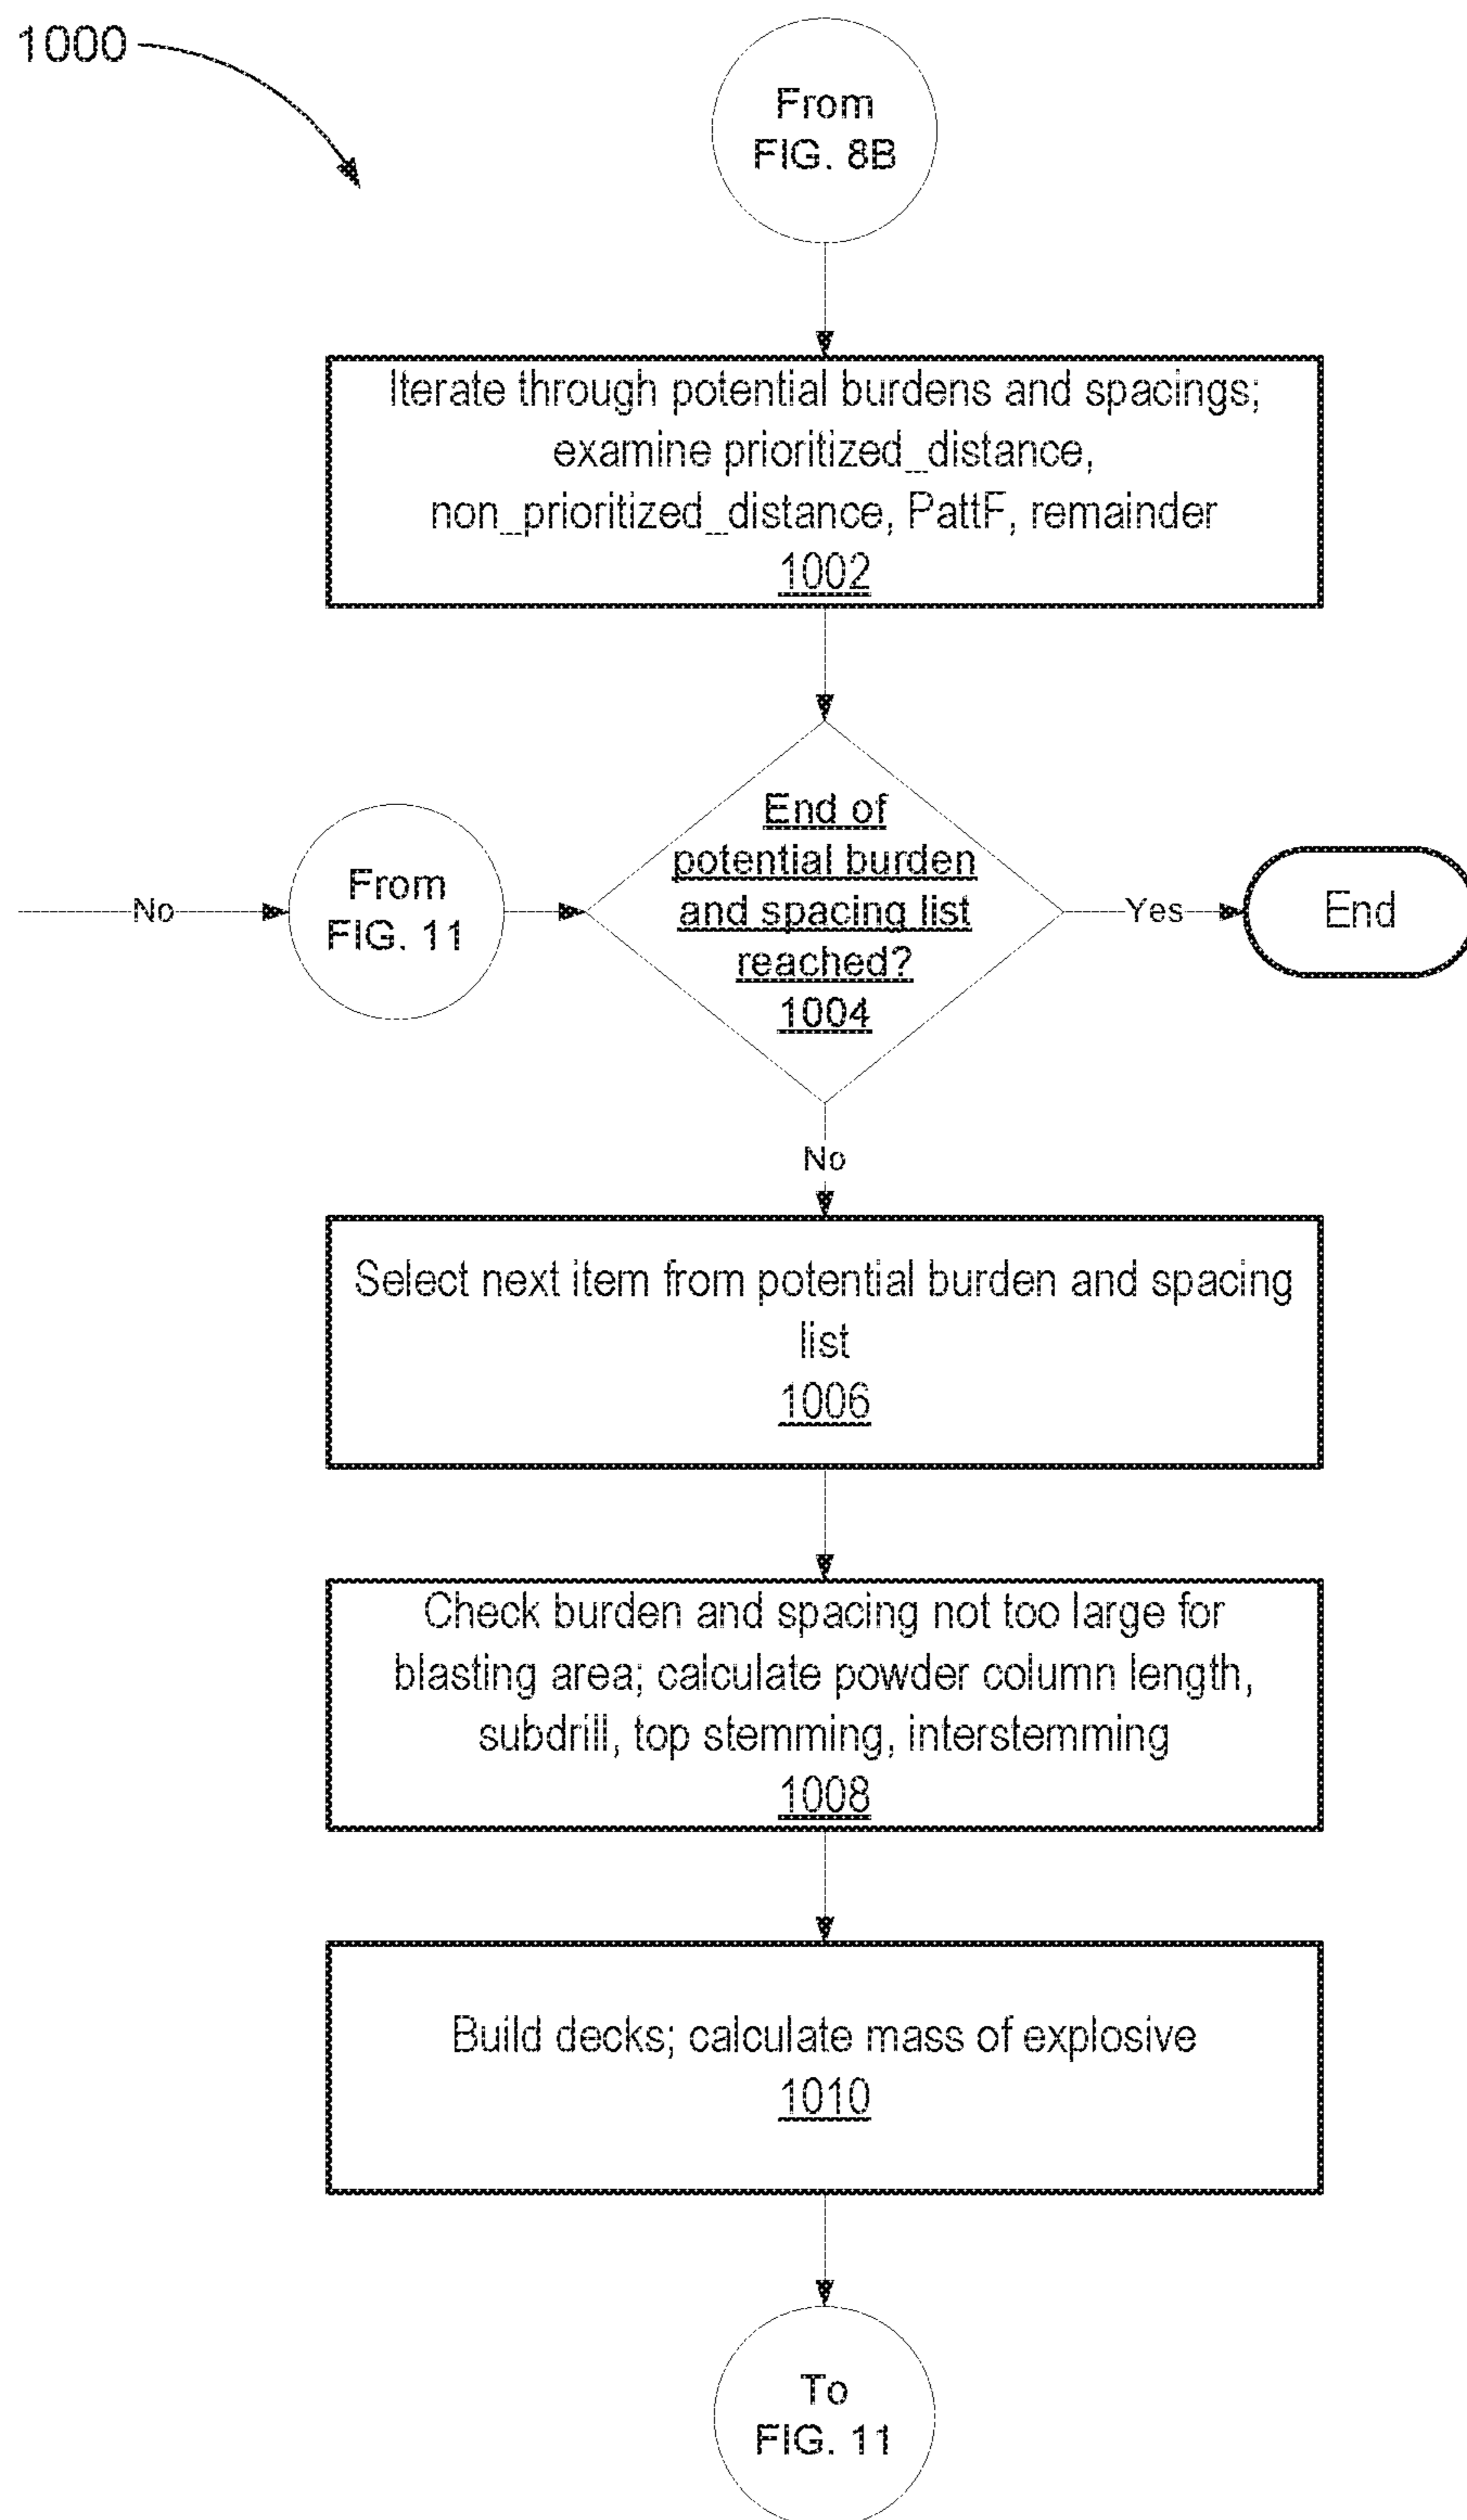 1000
From
FIG. 8B
Iterate through potential burdens and spacings;
examine prioritized_distance,
non_prioritized_distance, PattF, remainder
1002
End of
potential burden
and spacing list
reached?
1004
No
From
FIG. 11
Yes
End
No
Select next item from potential burden and spacing
list
1006
Check burden and spacing not too large for
blasting area; calculate powder column length,
subdrill, top stemming, interstemming
1008
Build decks; calculate mass of explosive
1010
To
FIG. 11